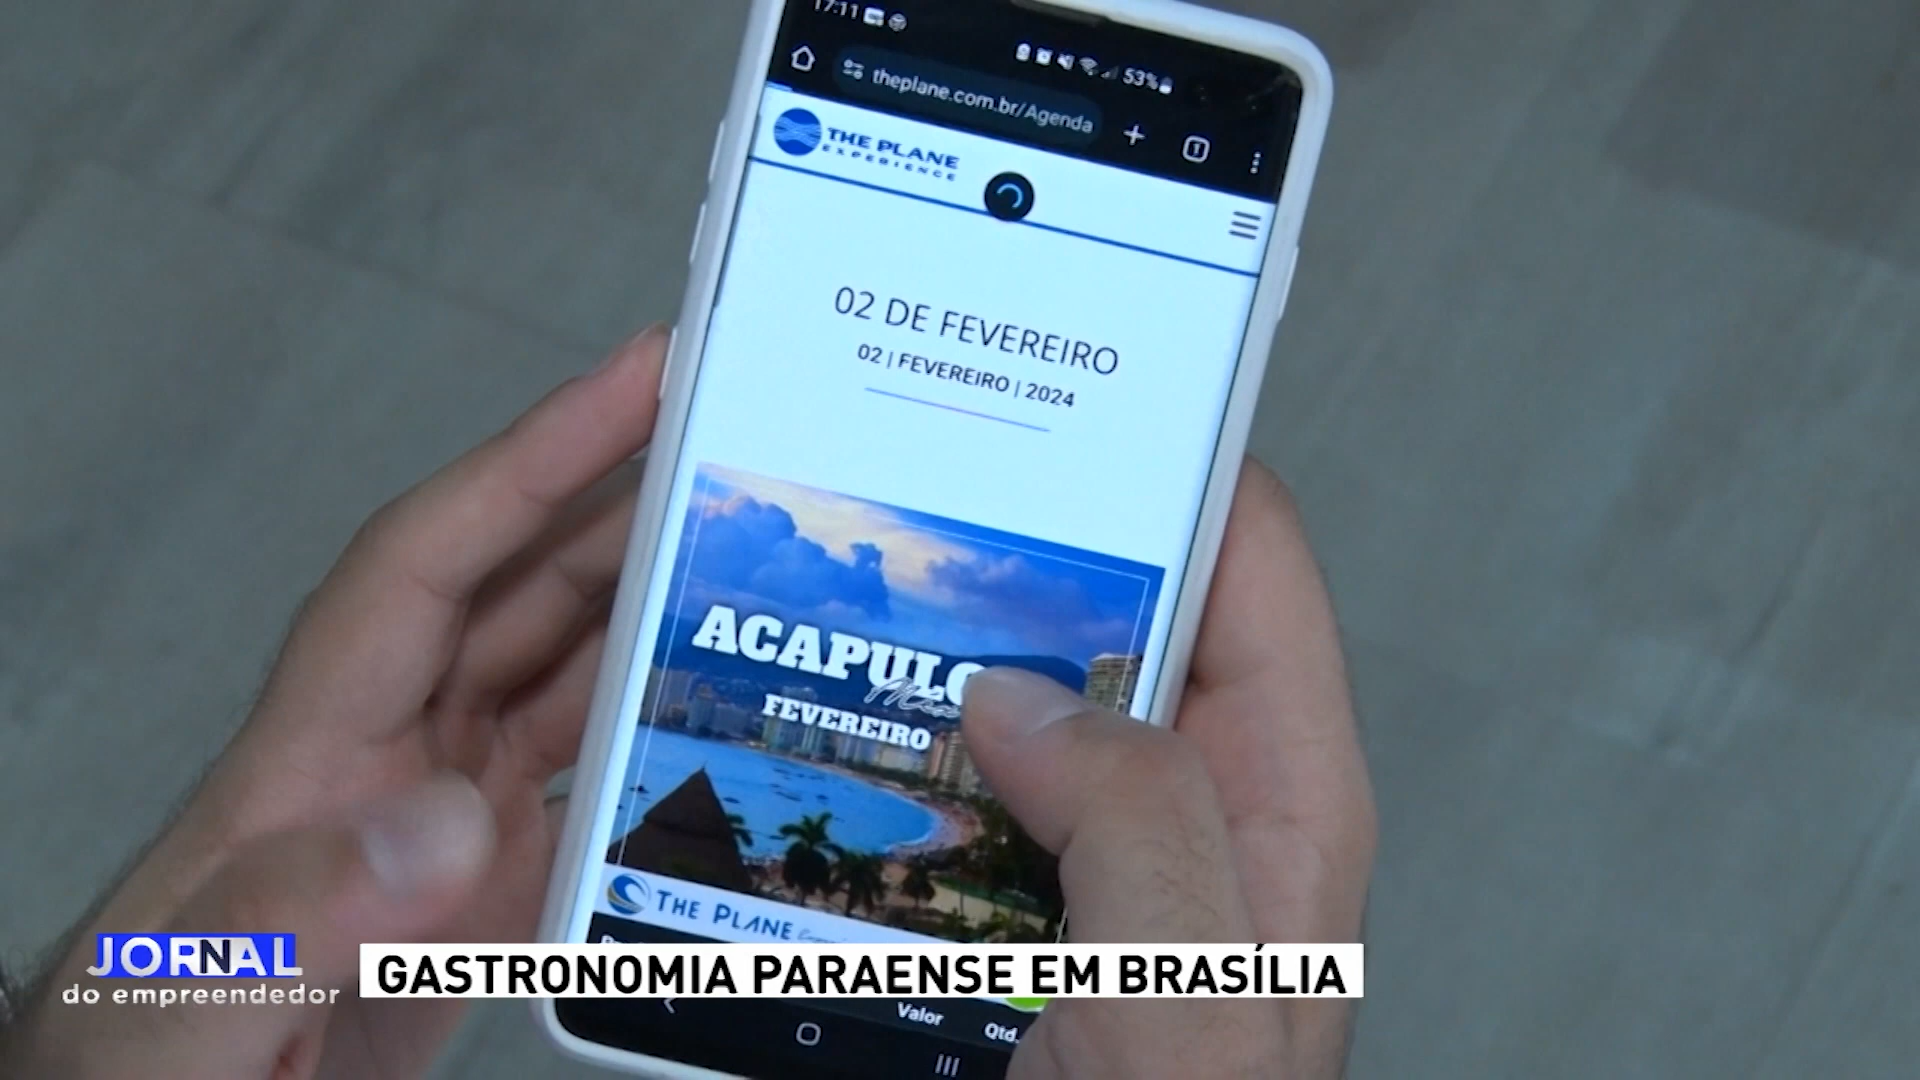 17:11
53%
theplane.com.br/Agenda
THE PLANE
EXPERIENCE
02 DE FEVEREIRO
02 | FEVEREIRO | 2024
FEVEREIRO
THE PLANE
JORNAL
do empreendedor
GASTRONOMIA PARAENSE EM BRASÍLIA
Valor
Qtd.